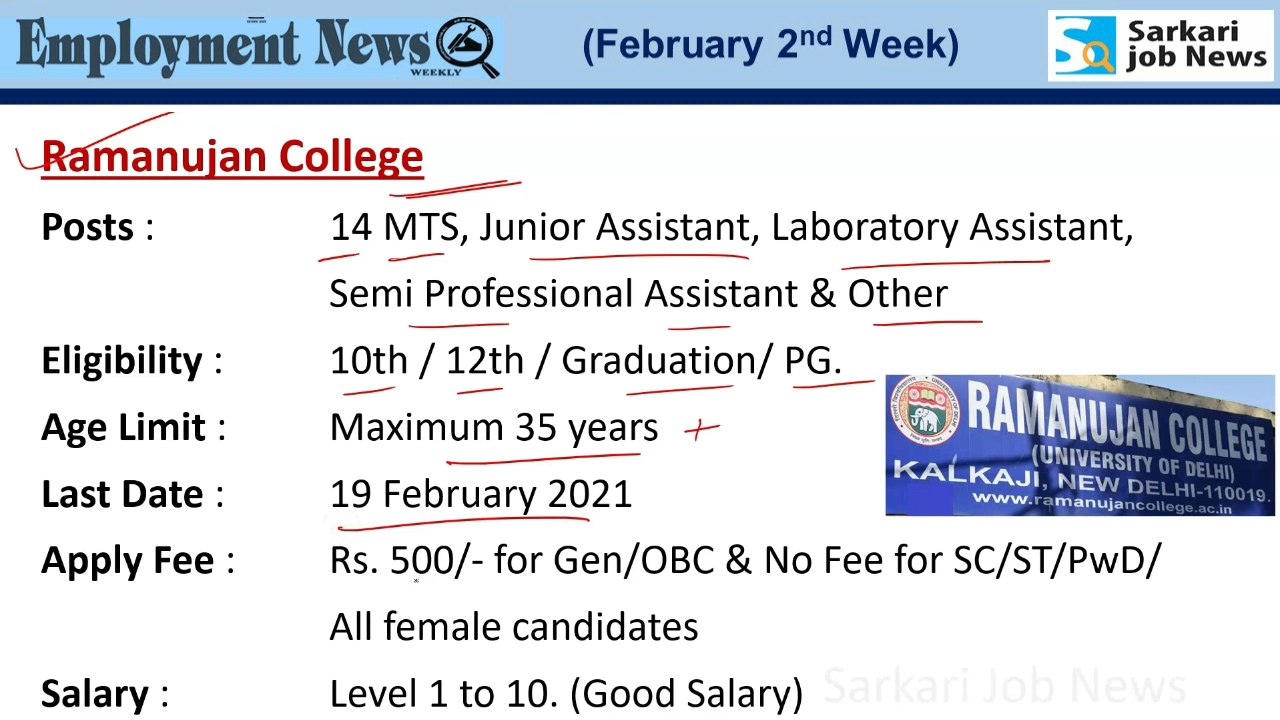 Employment News
WEEKLY
(February 2nd Week)
Sarkari
job News
Ramanujan College
Posts : 14 MTS, Junior Assistant, Laboratory Assistant,
Semi Professional Assistant & Other
Eligibility : 10th / 12th / Graduation/ PG.
Age Limit : Maximum 35 years +
Last Date : 19 February 2021
Apply Fee : Rs. 500/- for Gen/OBC & No Fee for SC/ST/PwD/
All female candidates
Salary : Level 1 to 10. (Good Salary)
RAMANUJAN COLLEGE
(UNIVERSITY OF DELHI)
KALKAJI, NEW DELHI-110019.
www.ramanujancollege.ac.in
Sarkari Job News